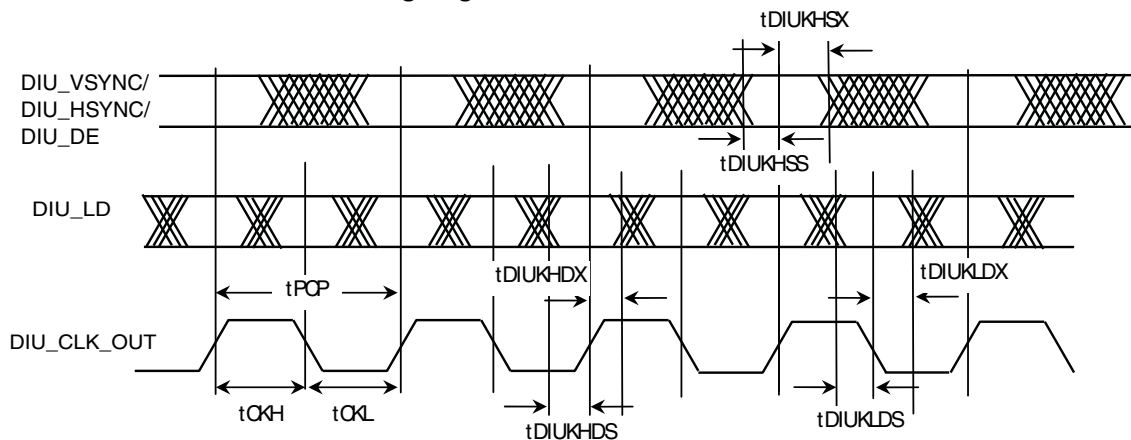 tDIUKHSX
DIU_VSYNC/
DIU_HSYNC/
DIU_DE
tDIUKHSS
DIU_LD
tDIUKHDX
tDIUKLDX
tPCP
DIU_CLK_OUT
tCKH
tCKL
tDIUKHDS
tDIUKLDS